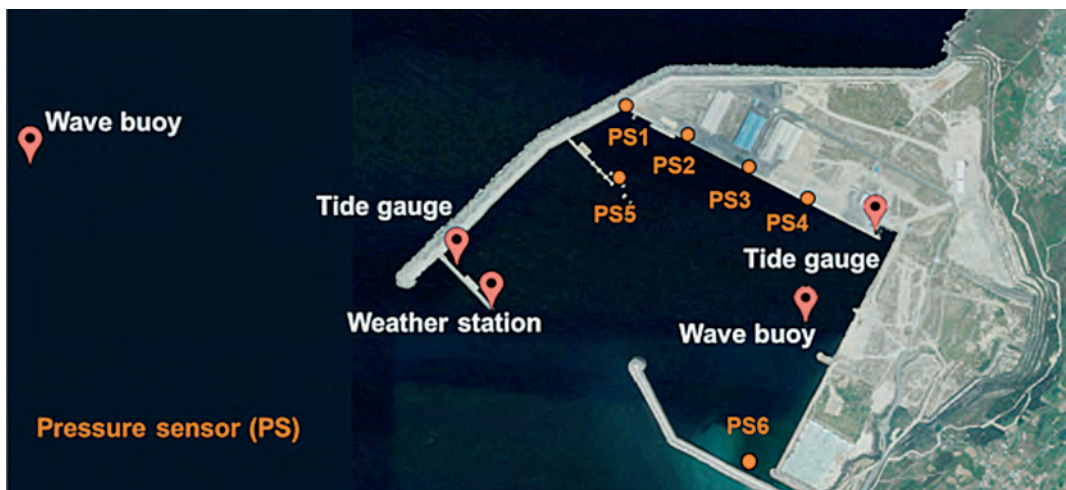 Wave buoy
PS1
PS2
PS3
PS4
PS5
Tide gauge
Tide gauge
Weather station
Wave buoy
Pressure sensor (PS)
PS6